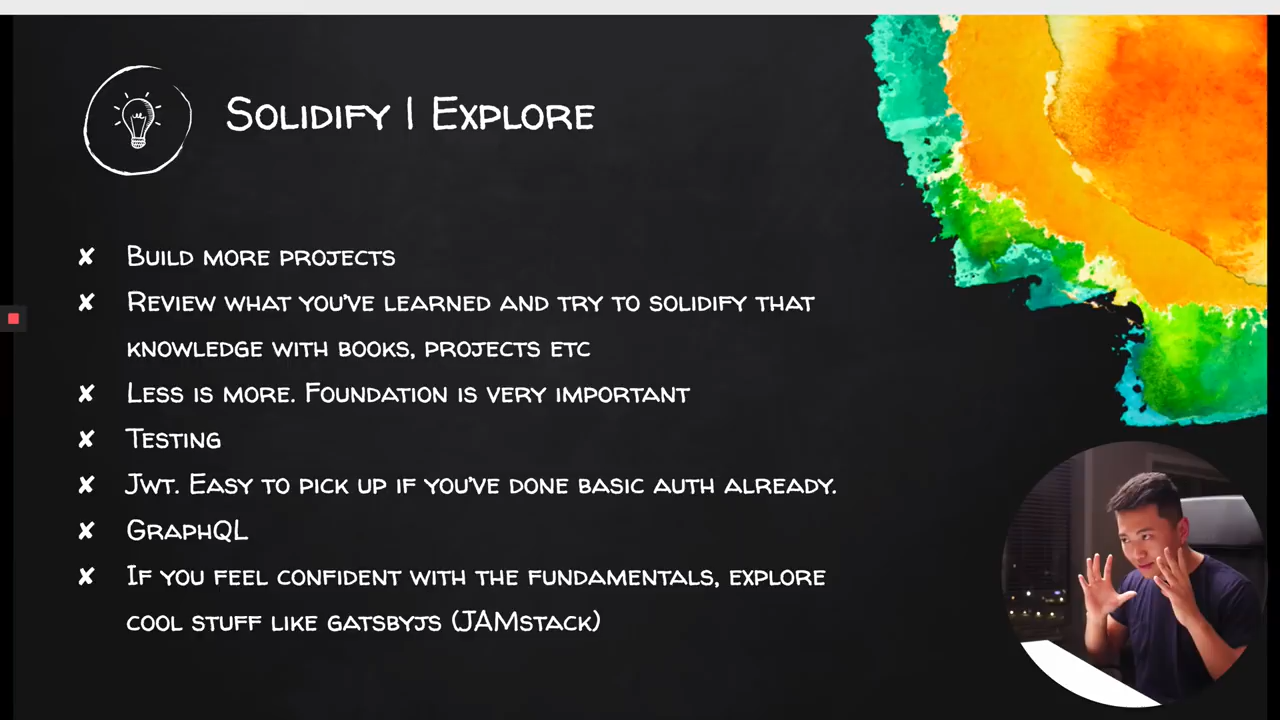 Solidify | Explore
✘ Build more projects
✘ Review what you've learned and try to solidify that
knowledge with books, projects etc
✘ Less is more. Foundation is very important
✘ Testing
✘ Jwt. Easy to pick up if you've done basic auth already.
✘ GraphQL
✘ If you feel confident with the fundamentals, explore
cool stuff like gatsbyjs (JAMstack)